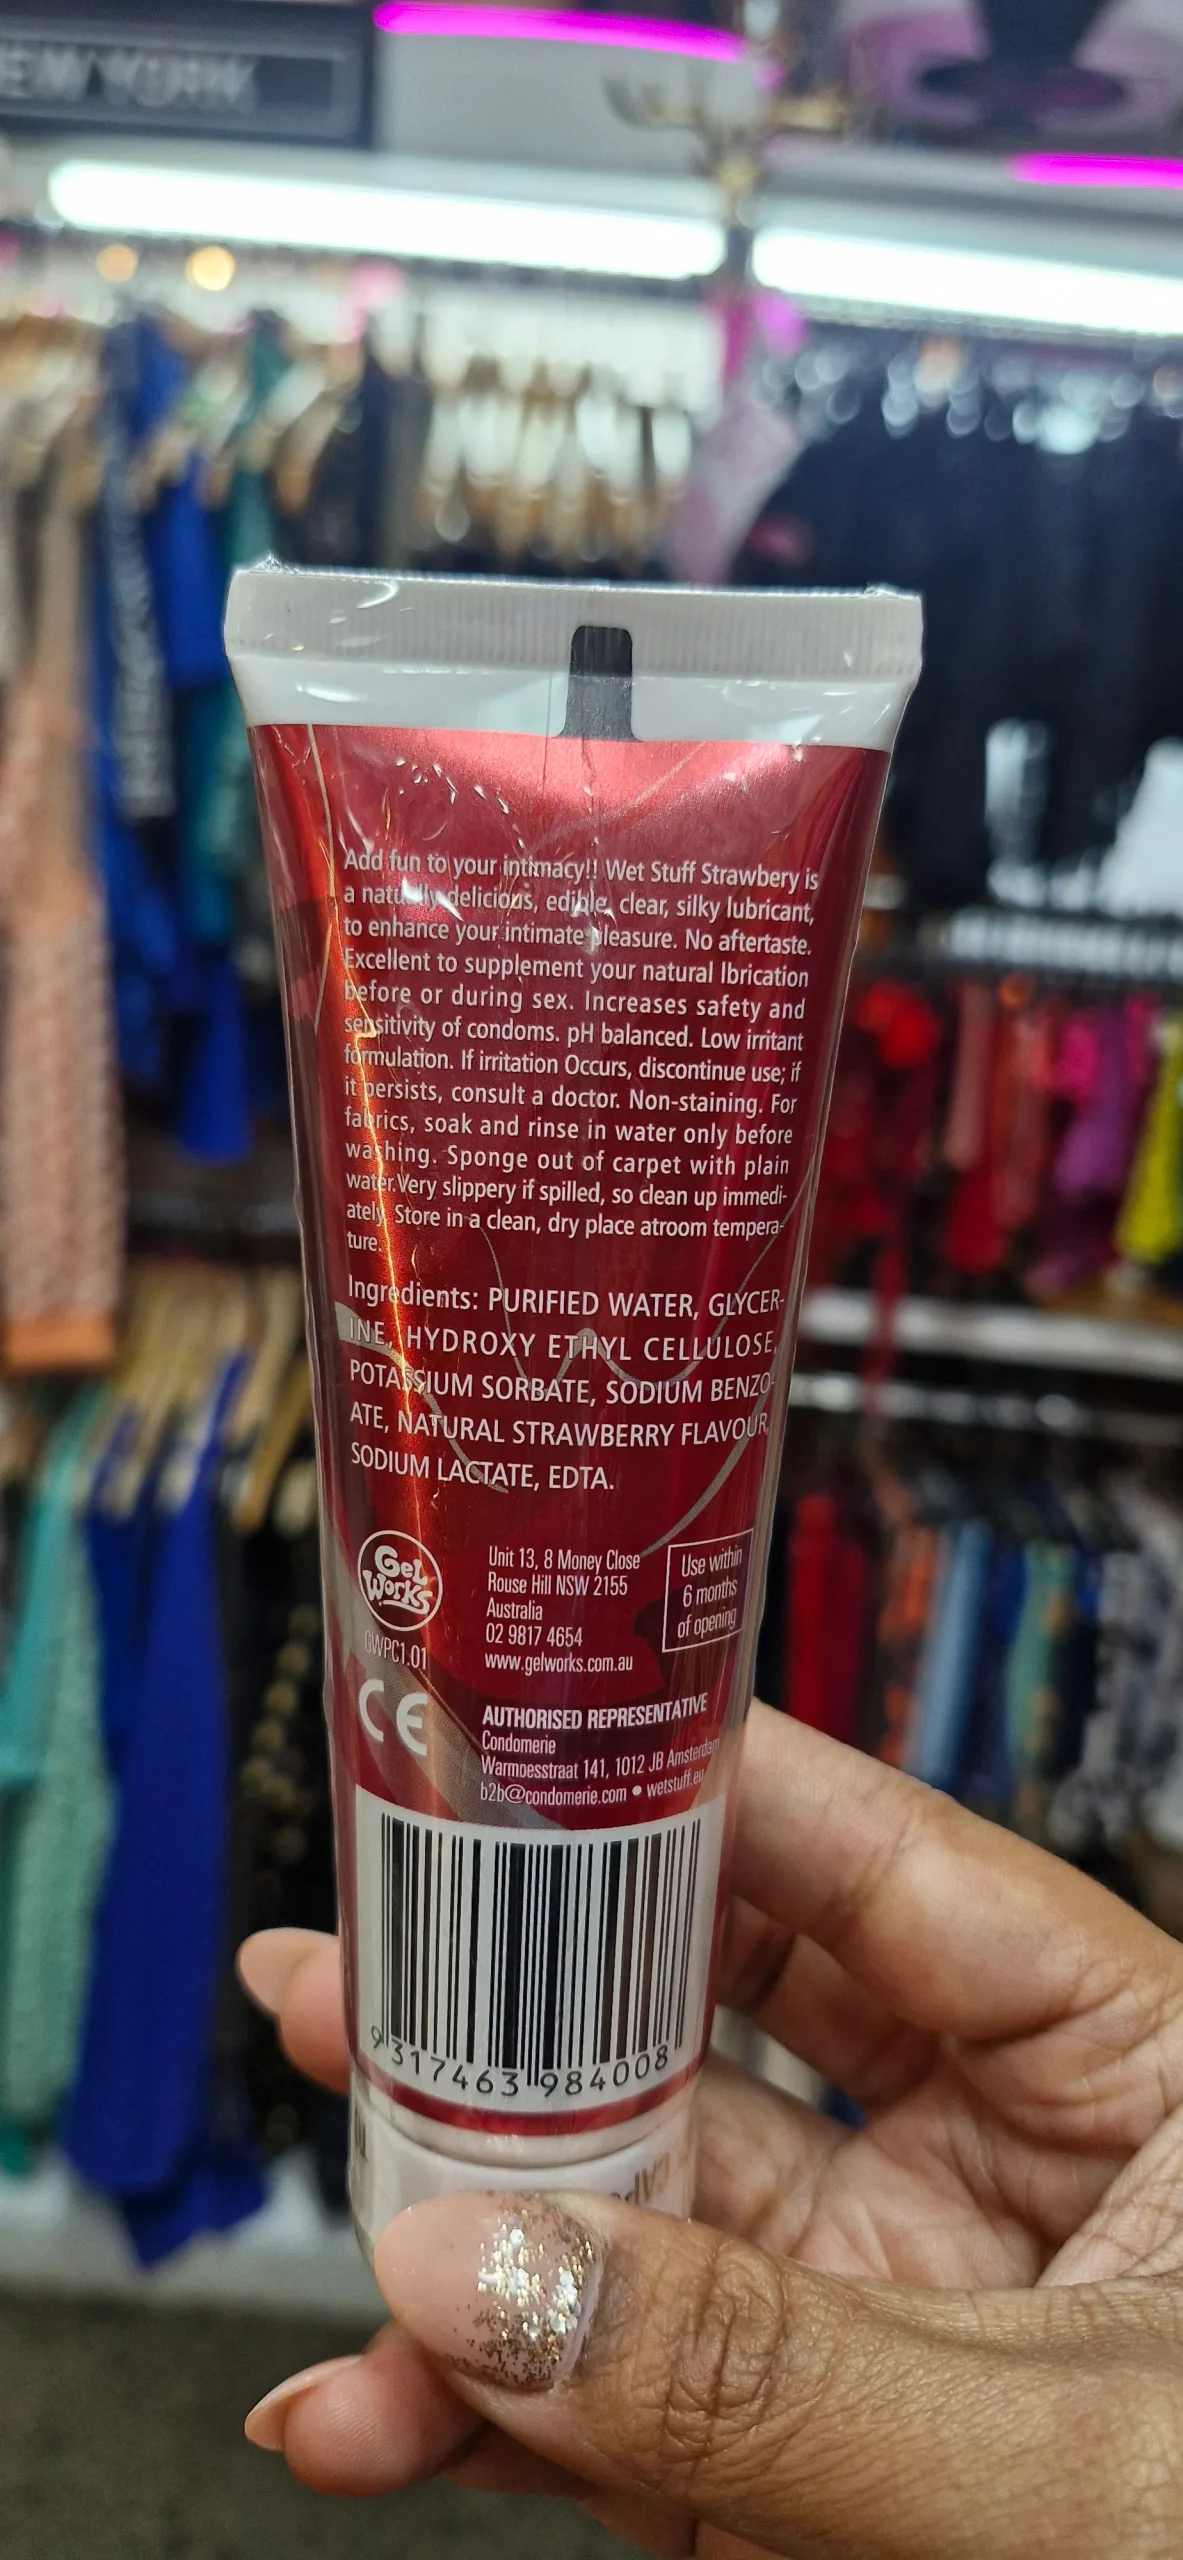 NEW YORK
Add fun to your intimacy!! Wet Stuff Strawbery is
a naturally delicious, edible, clear, silky lubricant,
to enhance your intimate pleasure. No aftertaste.
Excellent to supplement your natural lbrication
before or during sex. Increases safety and
sensitivity of condoms. pH balanced. Low irritant
formulation. If irritation Occurs, discontinue use; if
it persists, consult a doctor. Non-staining. For
fabrics, soak and rinse in water only before
washing. Sponge out of carpet with plain
water.Very slippery if spilled, so clean up immedi-
ately. Store in a clean, dry place atroom tempera-
ture.
Ingredients: PURIFIED WATER, GLYCER-
INE, HYDROXY ETHYL CELLULOSE,
POTASSIUM SORBATE, SODIUM BENZO-
ATE, NATURAL STRAWBERRY FLAVOUR,
SODIUM LACTATE, EDTA.
Gel
Works
GWPC1.01
CE
Unit 13, 8 Money Close
Rouse Hill NSW 2155
Australia
02 9817 4654
www.gelworks.com.au
Use within
6 months
of opening
AUTHORISED REPRESENTATIVE
Condomerie
Warmoesstraat 141, 1012 JB Amsterdam
b2b@condomerie.com • wetstuff.eu
9 317463 984008